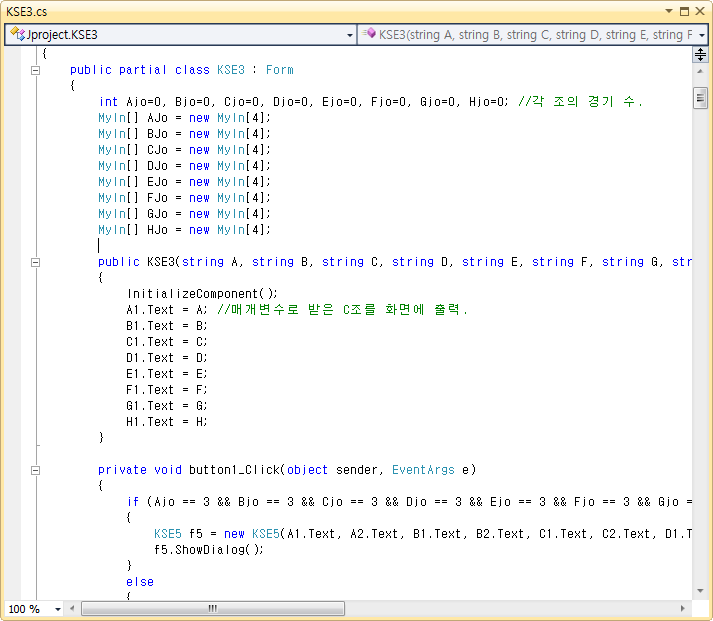 KSE3.cs
Jproject.KSE3 KSE3(string A, string B, string C, string D, string E, string F
{
public partial class KSE3 : Form
{
int Ajo=0, Bjo=0, Cjo=0, Djo=0, Ejo=0, Fjo=0, Gjo=0, Hjo=0; //각 조의 경기 수.
MyIn[] AJo = new MyIn[4];
MyIn[] BJo = new MyIn[4];
MyIn[] CJo = new MyIn[4];
MyIn[] DJo = new MyIn[4];
MyIn[] EJo = new MyIn[4];
MyIn[] FJo = new MyIn[4];
MyIn[] GJo = new MyIn[4];
MyIn[] HJo = new MyIn[4];
public KSE3(string A, string B, string C, string D, string E, string F, string G, str
{
InitializeComponent();
A1.Text = A; //매개변수로 받은 C조를 화면에 출력.
B1.Text = B;
C1.Text = C;
D1.Text = D;
E1.Text = E;
F1.Text = F;
G1.Text = G;
H1.Text = H;
}
private void button1_Click(object sender, EventArgs e)
{
if (Ajo == 3 && Bjo == 3 && Cjo == 3 && Djo == 3 && Ejo == 3 && Fjo == 3 && Gjo =
{
KSE5 f5 = new KSE5(A1.Text, A2.Text, B1.Text, B2.Text, C1.Text, C2.Text, D1.T
f5.ShowDialog();
}
else
{
100 %